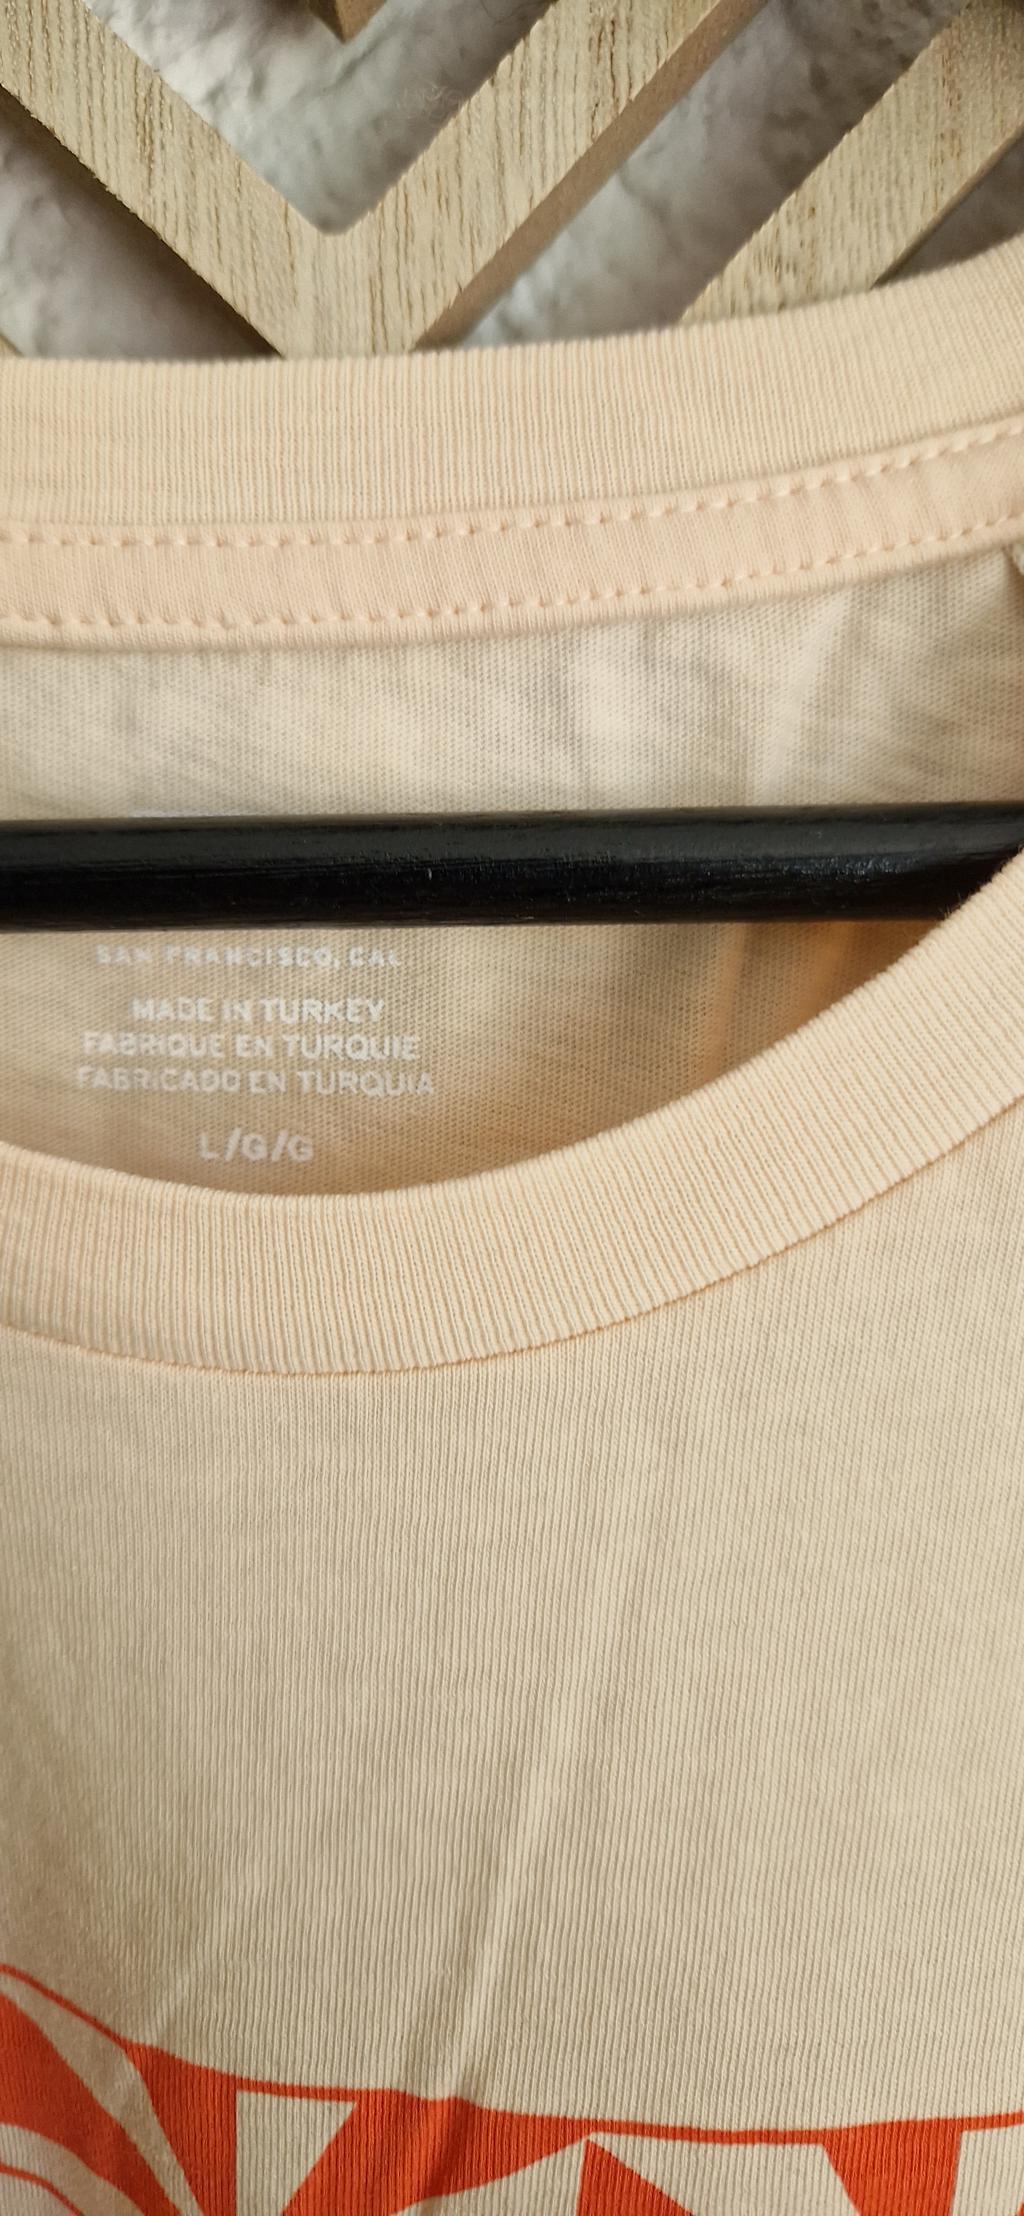 SAN FRANCISCO, CAL
MADE IN TURKEY
FABRIQUE EN TURQUIE
FABRICADO EN TURQUIA
L/G/G